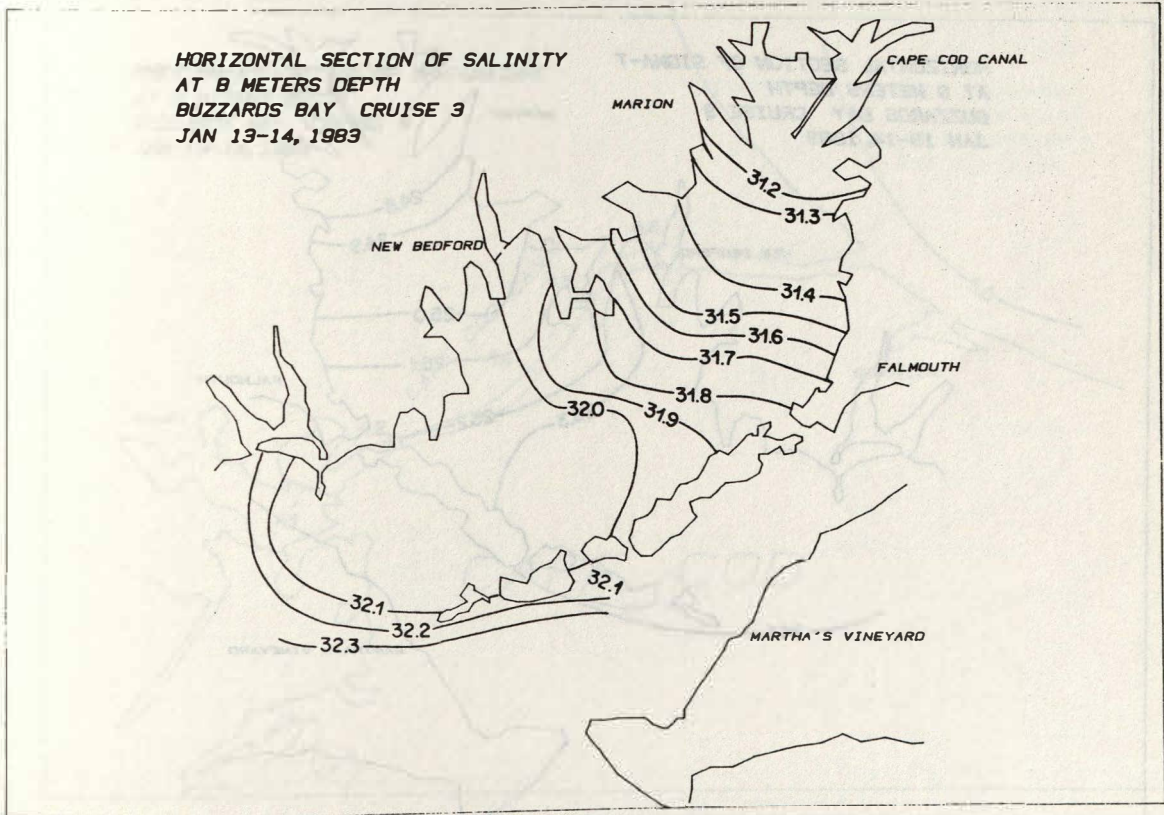 HORIZONTAL SECTION OF SALINITY
AT 8 METERS DEPTH
BUZZARDS BAY CRUISE 3
JAN 13-14, 1983
CAPE COD CANAL
MARION
31.2
31.3
NEW BEDFORD
31.4
31.5
31.6
31.7
FALMOUTH
31.8
32.0
31.9
32.1
32.1
32.2
32.3
MARTHA'S VINEYARD